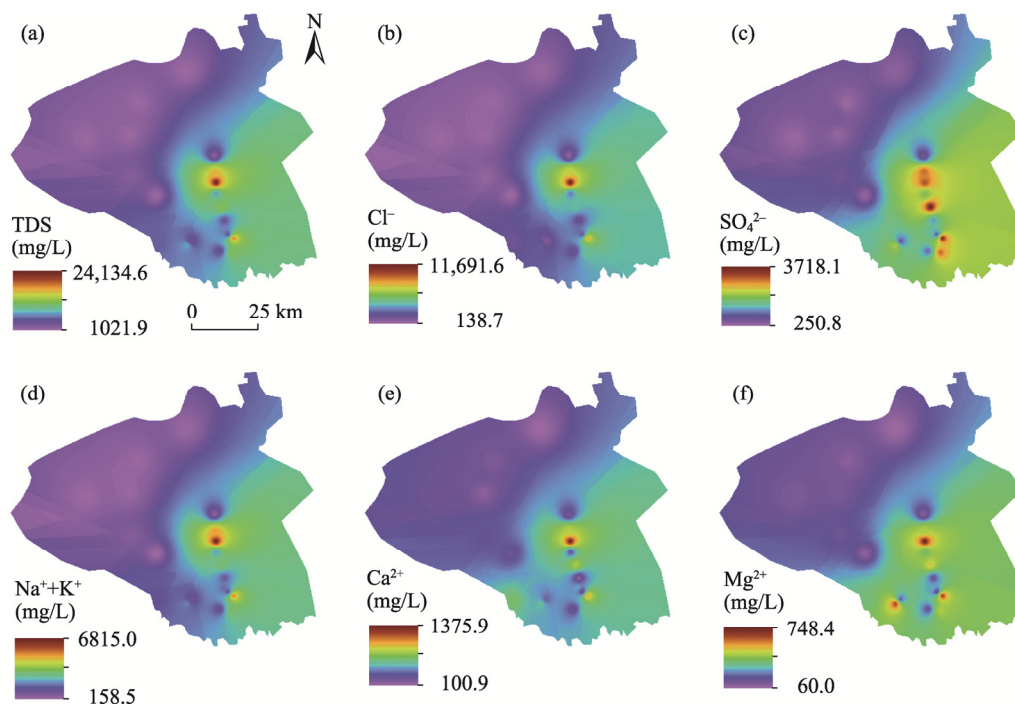 (a)
N
TDS
(mg/L)
24,134.6
1021.9
0 25 km
(b)
Cl⁻
(mg/L)
11,691.6
138.7
(c)
SO₄²⁻
(mg/L)
3718.1
250.8
(d)
Na⁺+K⁺
(mg/L)
6815.0
158.5
(e)
Ca²⁺
(mg/L)
1375.9
100.9
(f)
Mg²⁺
(mg/L)
748.4
60.0